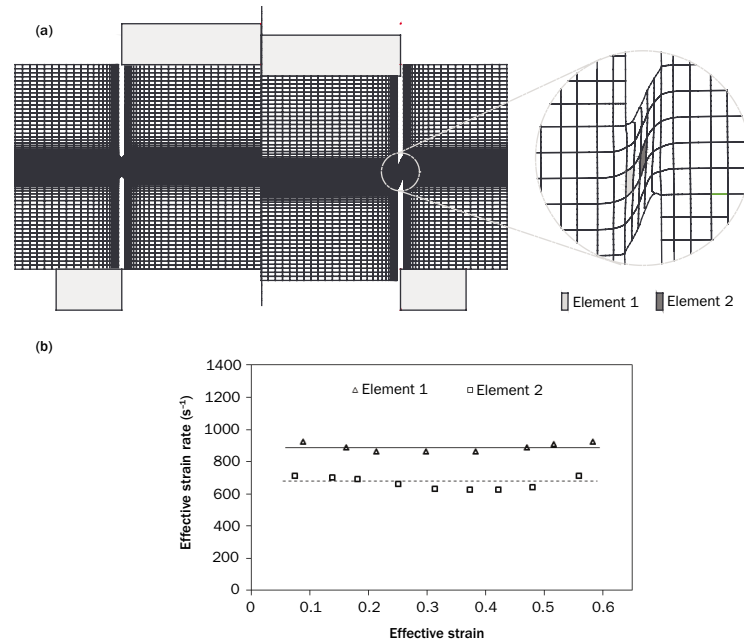 (a)
Element 1 Element 2
(b)
1400
1200
1000
800
600
400
200
0
Effective strain rate (s⁻¹)
Element 1 Element 2
0 0.1 0.2 0.3 0.4 0.5 0.6
Effective strain